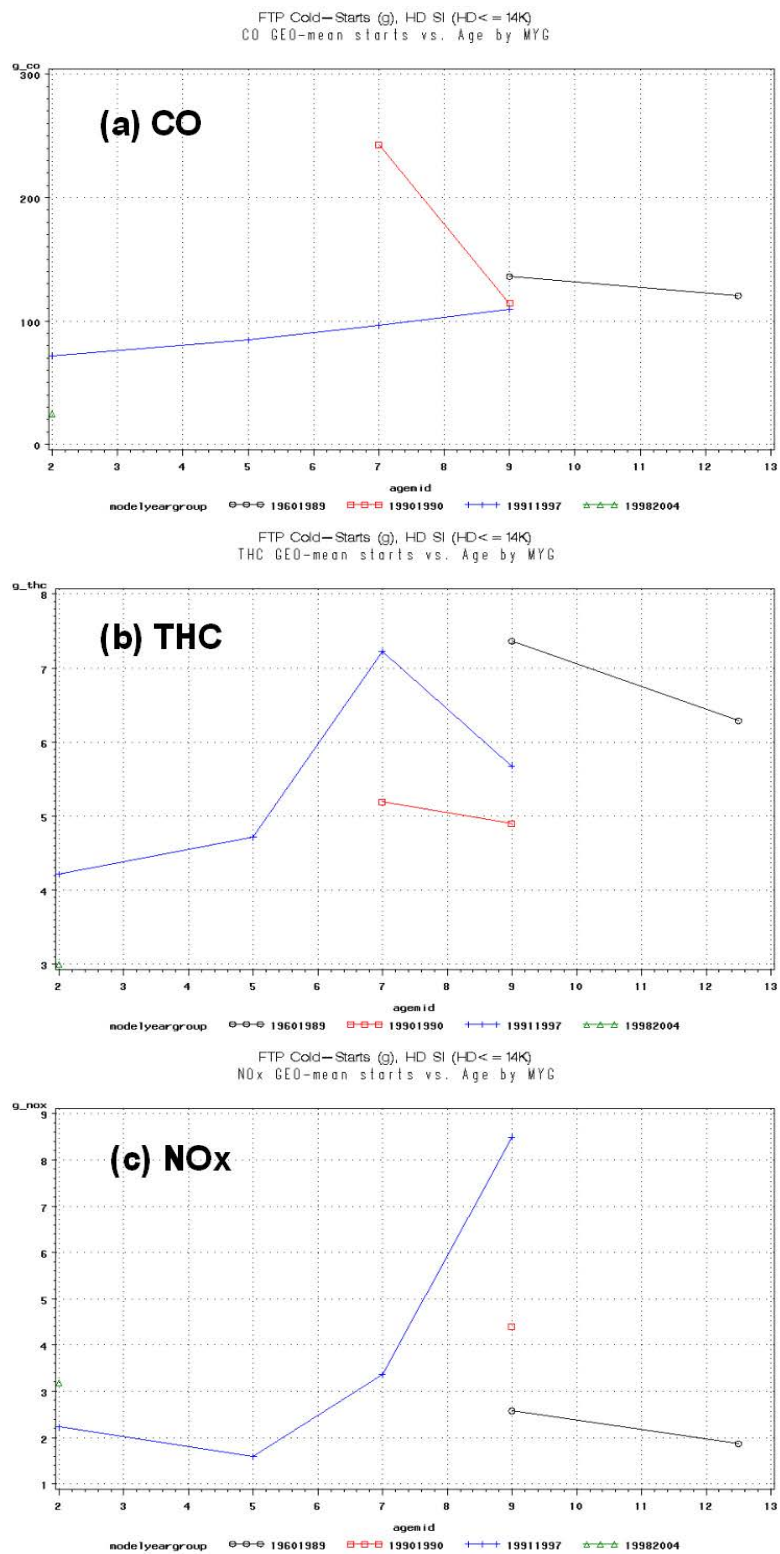 FTP Cold-Starts (g), HD SI (HD<=14K)
CO GEO-mean starts vs. Age by MYG
g_co
300
(a) CO
200
100
0
2 3 4 5 6 7 8 9 10 11 12 13
agemid
modelyeargroup 19601989 19901990 19911997 19982004
FTP Cold-Starts (g), HD SI (HD<=14K)
THC GEO-mean starts vs. Age by MYG
g_thc
8
(b) THC
7
6
5
4
3
2 3 4 5 6 7 8 9 10 11 12 13
agemid
modelyeargroup 19601989 19901990 19911997 19982004
FTP Cold-Starts (g), HD SI (HD<=14K)
NOx GEO-mean starts vs. Age by MYG
g_nox
9
(c) NOx
8
7
6
5
4
3
2
1
2 3 4 5 6 7 8 9 10 11 12 13
agemid
modelyeargroup 19601989 19901990 19911997 19982004